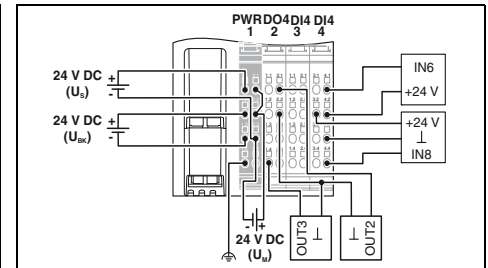 PWR DO4 DI4 DI4
1 2 3 4
24 V DC
(US)
+
-
24 V DC
(UBK)
+
-
IN6
+24 V
+24 V
⊥
IN8
- +
24 V DC
(UM)
OUT3
⊥
⊥
OUT2